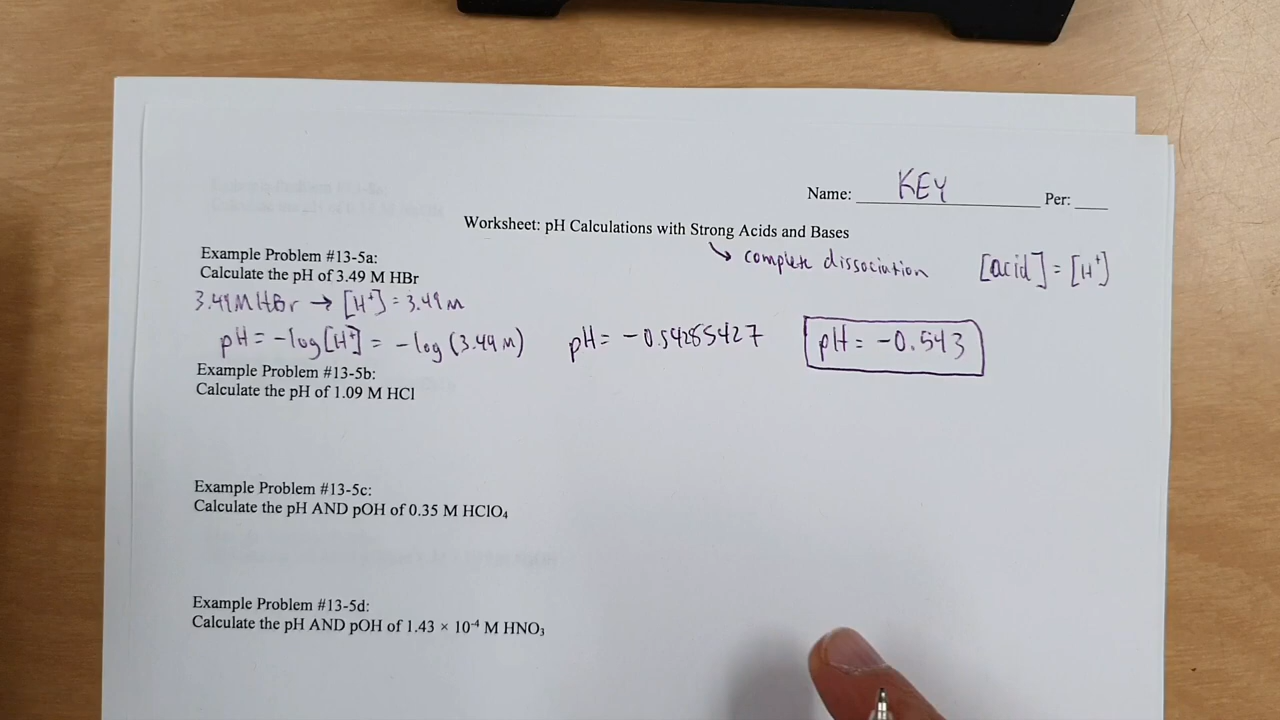 Name: KEY Per: ____
Worksheet: pH Calculations with Strong Acids and Bases
↘ complete dissociation [acid] = [H⁺]
Example Problem #13-5a:
Calculate the pH of 3.49 M HBr
3.49M HBr → [H⁺] = 3.49 M
pH = -log[H⁺] = -log (3.49 M) pH = -0.54285427 pH = -0.543
Example Problem #13-5b:
Calculate the pH of 1.09 M HCl
Example Problem #13-5c:
Calculate the pH AND pOH of 0.35 M HClO₄
Example Problem #13-5d:
Calculate the pH AND pOH of 1.43 × 10⁻⁴ M HNO₃